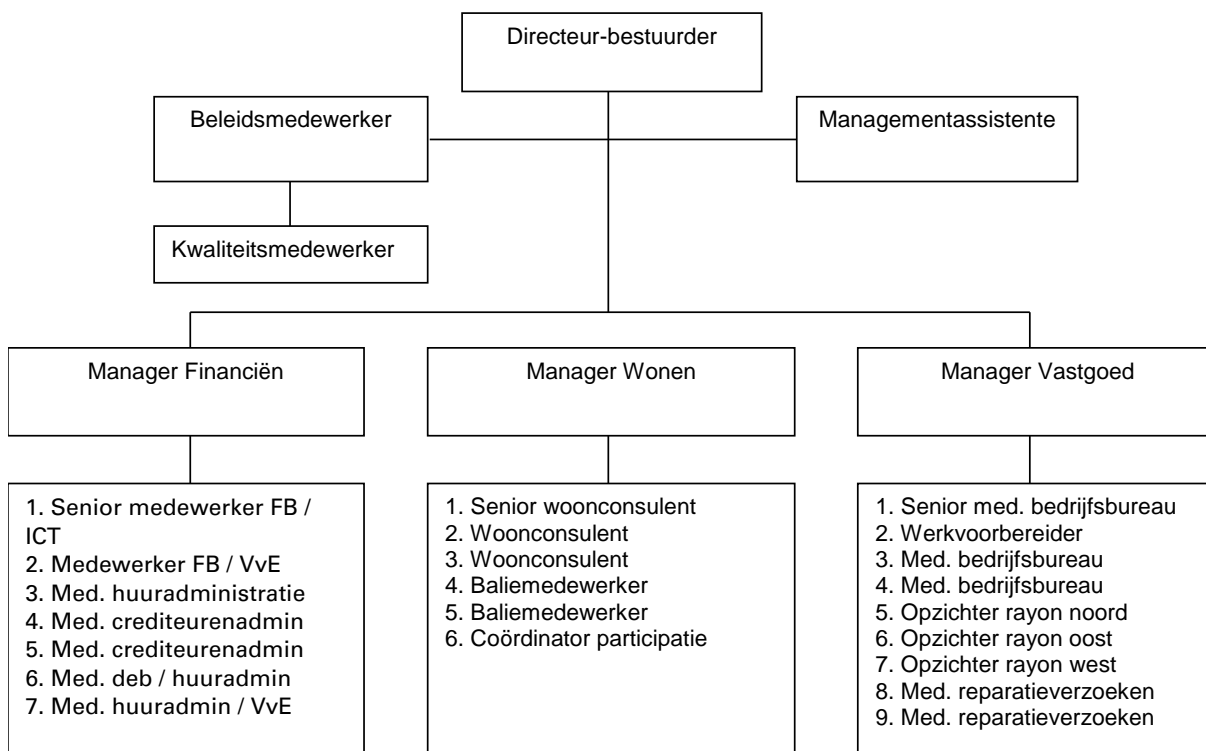 Directeur-bestuurder
Beleidsmedewerker
Managementassistente
Kwaliteitsmedewerker
Manager Financiën
Manager Wonen
Manager Vastgoed
1. Senior medewerker FB /
ICT
2. Medewerker FB / VvE
3. Med. huuradministratie
4. Med. crediteurenadmin
5. Med. crediteurenadmin
6. Med. deb / huuradmin
7. Med. huuradmin / VvE
1. Senior woonconsulent
2. Woonconsulent
3. Woonconsulent
4. Baliemedewerker
5. Baliemedewerker
6. Coördinator participatie
1. Senior med. bedrijfsbureau
2. Werkvoorbereider
3. Med. bedrijfsbureau
4. Med. bedrijfsbureau
5. Opzichter rayon noord
6. Opzichter rayon oost
7. Opzichter rayon west
8. Med. reparatieverzoeken
9. Med. reparatieverzoeken